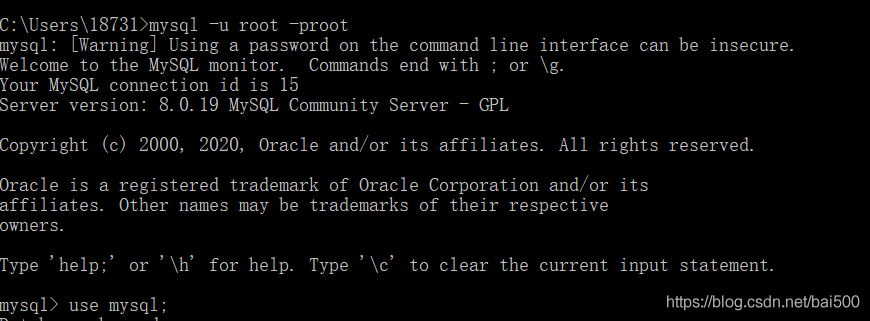 C:\Users\18731>mysql -u root -proot
mysql: [Warning] Using a password on the command line interface can be insecure.
Welcome to the MySQL monitor.  Commands end with ; or \g.
Your MySQL connection id is 15
Server version: 8.0.19 MySQL Community Server - GPL
Copyright (c) 2000, 2020, Oracle and/or its affiliates. All rights reserved.
Oracle is a registered trademark of Oracle Corporation and/or its
affiliates. Other names may be trademarks of their respective
owners.
Type 'help;' or '\h' for help. Type '\c' to clear the current input statement.
mysql> use mysql;
https://blog.csdn.net/bai500